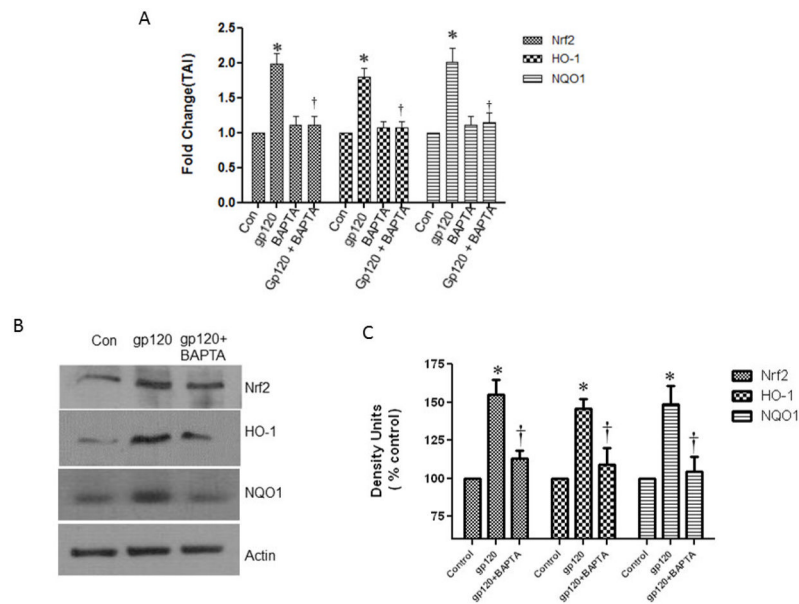 A
Fold Change(TAI)
2.5
2.0
1.5
1.0
0.5
0.0
*
†
*
†
*
†
Con
gp120
BAPTA
Gp120 + BAPTA
Con
gp120
BAPTA
Gp120 + BAPTA
Con
gp120
BAPTA
Gp120 + BAPTA
Nrf2
HO-1
NQO1
B
Con gp120 gp120+
BAPTA
Nrf2
HO-1
NQO1
Actin
C
Density Units
( % control)
175
150
125
100
75
*
†
*
†
*
†
Control
gp120
gp120+BAPTA
Control
gp120
gp120+BAPTA
Control
gp120
gp120+BAPTA
Nrf2
HO-1
NQO1